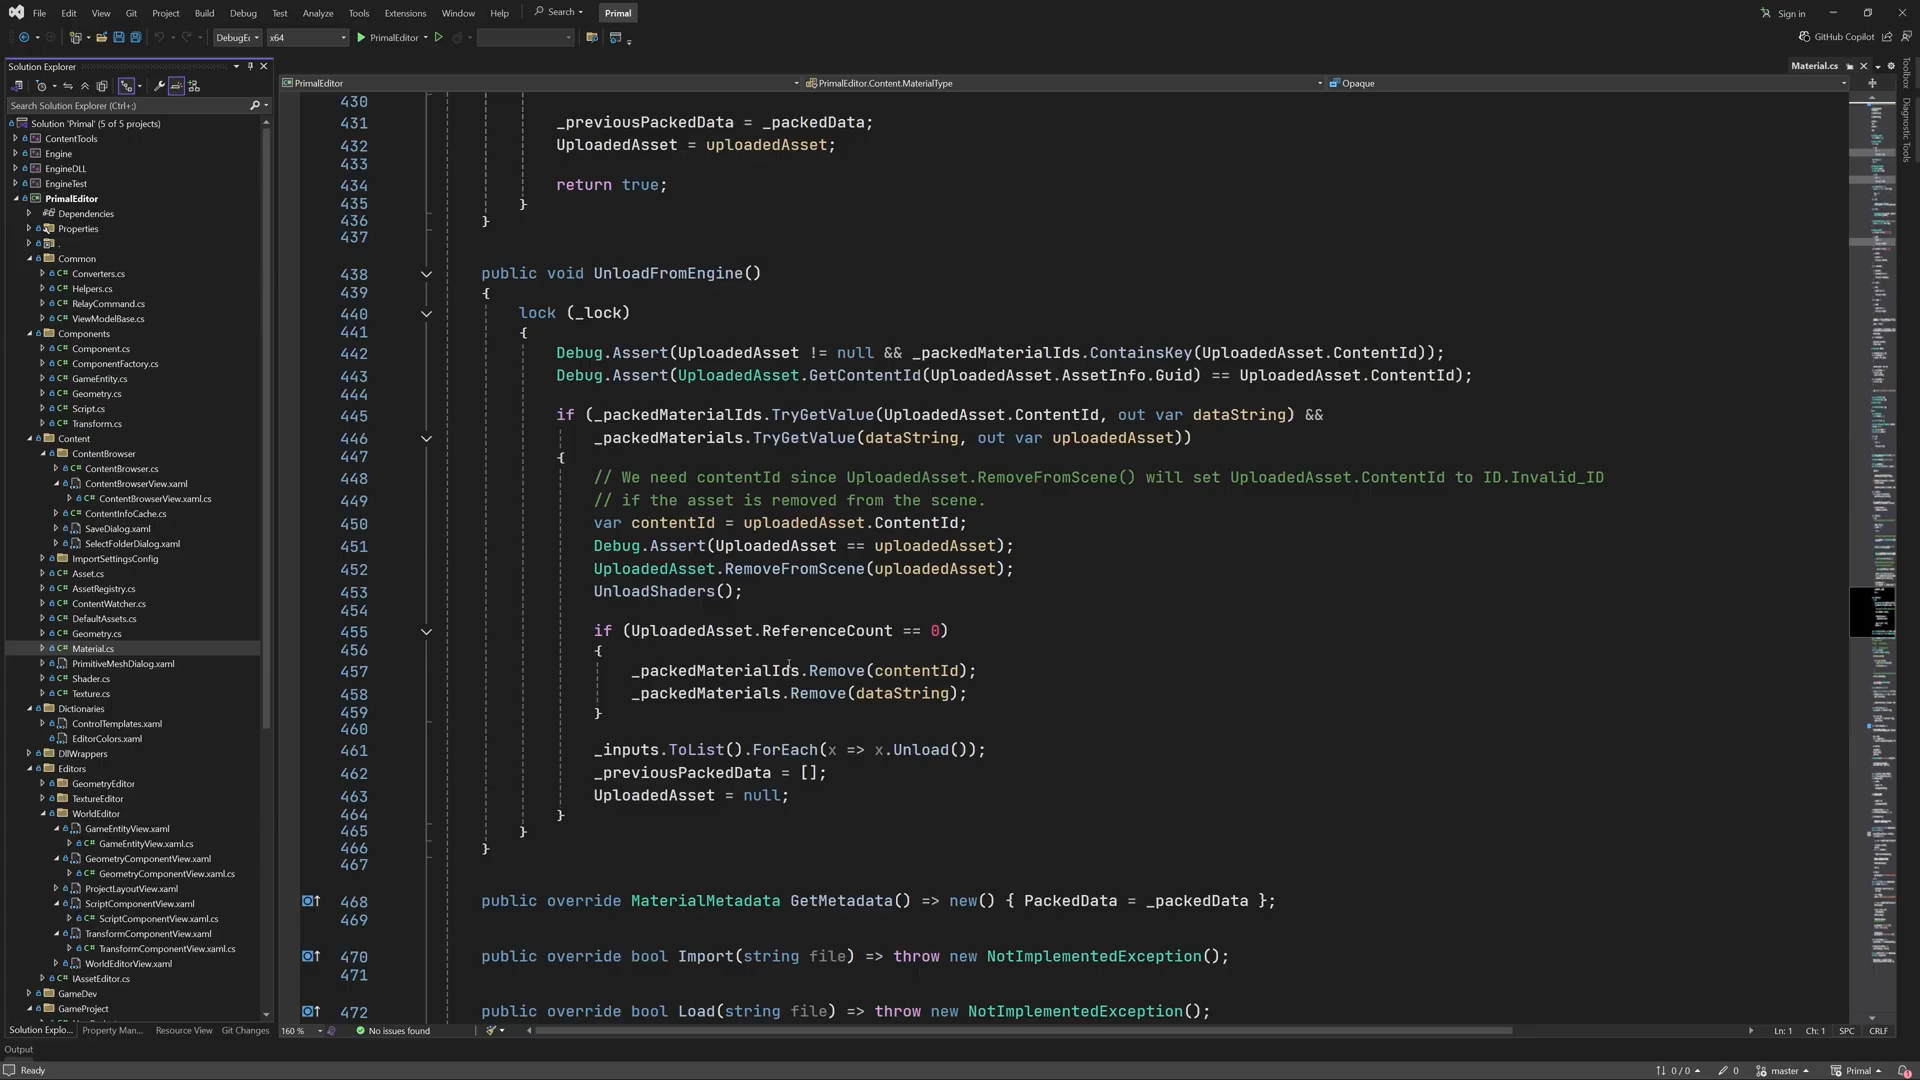 File Edit View Git Project Build Debug Test Analyze Tools Extensions Window Help Search Primal Sign in
x64 PrimalEditor GitHub Copilot
Solution Explorer
Material.cs
PrimalEditor PrimalEditor.Content.MaterialType Opaque
Toolbox
Diagnostic Tools
Search Solution Explorer (Ctrl+;)
Solution 'Primal' (5 of 5 projects)
ContentTools
Engine
EngineDLL
EngineTest
PrimalEditor
Dependencies
Properties
.
Common
C# Converters.cs
C# Helpers.cs
C# RelayCommand.cs
C# ViewModelBase.cs
Components
C# Component.cs
C# ComponentFactory.cs
C# GameEntity.cs
C# Geometry.cs
C# Script.cs
C# Transform.cs
Content
ContentBrowser
C# ContentBrowser.cs
ContentBrowserView.xaml
C# ContentBrowserView.xaml.cs
C# ContentInfoCache.cs
SaveDialog.xaml
SelectFolderDialog.xaml
ImportSettingsConfig
C# Asset.cs
C# AssetRegistry.cs
C# ContentWatcher.cs
C# DefaultAssets.cs
C# Geometry.cs
C# Material.cs
PrimitiveMeshDialog.xaml
C# Shader.cs
C# Texture.cs
Dictionaries
ControlTemplates.xaml
EditorColors.xaml
DllWrappers
Editors
GeometryEditor
TextureEditor
WorldEditor
GameEntityView.xaml
C# GameEntityView.xaml.cs
GeometryComponentView.xaml
C# GeometryComponentView.xaml.cs
ProjectLayoutView.xaml
ScriptComponentView.xaml
C# ScriptComponentView.xaml.cs
TransformComponentView.xaml
C# TransformComponentView.xaml.cs
WorldEditorView.xaml
C# IAssetEditor.cs
GameDev
GameProject
Solution Explo... Property Man... Resource View Git Changes
430
431 _previousPackedData = _packedData;
432 UploadedAsset = uploadedAsset;
433
434 return true;
435 }
436 }
437
438 public void UnloadFromEngine()
439 {
440 lock (_lock)
441 {
442 Debug.Assert(UploadedAsset != null && _packedMaterialIds.ContainsKey(UploadedAsset.ContentId));
443 Debug.Assert(UploadedAsset.GetContentId(UploadedAsset.AssetInfo.Guid) == UploadedAsset.ContentId);
444
445 if (_packedMaterialIds.TryGetValue(UploadedAsset.ContentId, out var dataString) &&
446 _packedMaterials.TryGetValue(dataString, out var uploadedAsset))
447 {
448 // We need contentId since UploadedAsset.RemoveFromScene() will set UploadedAsset.ContentId to ID.Invalid_ID
449 // if the asset is removed from the scene.
450 var contentId = uploadedAsset.ContentId;
451 Debug.Assert(UploadedAsset == uploadedAsset);
452 UploadedAsset.RemoveFromScene(uploadedAsset);
453 UnloadShaders();
454
455 if (UploadedAsset.ReferenceCount == 0)
456 {
457 _packedMaterialIds.Remove(contentId);
458 _packedMaterials.Remove(dataString);
459 }
460
461 _inputs.ToList().ForEach(x => x.Unload());
462 _previousPackedData = [];
463 UploadedAsset = null;
464 }
465 }
466 }
467
468 public override MaterialMetadata GetMetadata() => new() { PackedData = _packedData };
469
470 public override bool Import(string file) => throw new NotImplementedException();
471
472 public override bool Load(string file) => throw new NotImplementedException();
160 % No issues found Ln: 1 Ch: 1 SPC CRLF
Output
Ready 0 / 0 0 master Primal